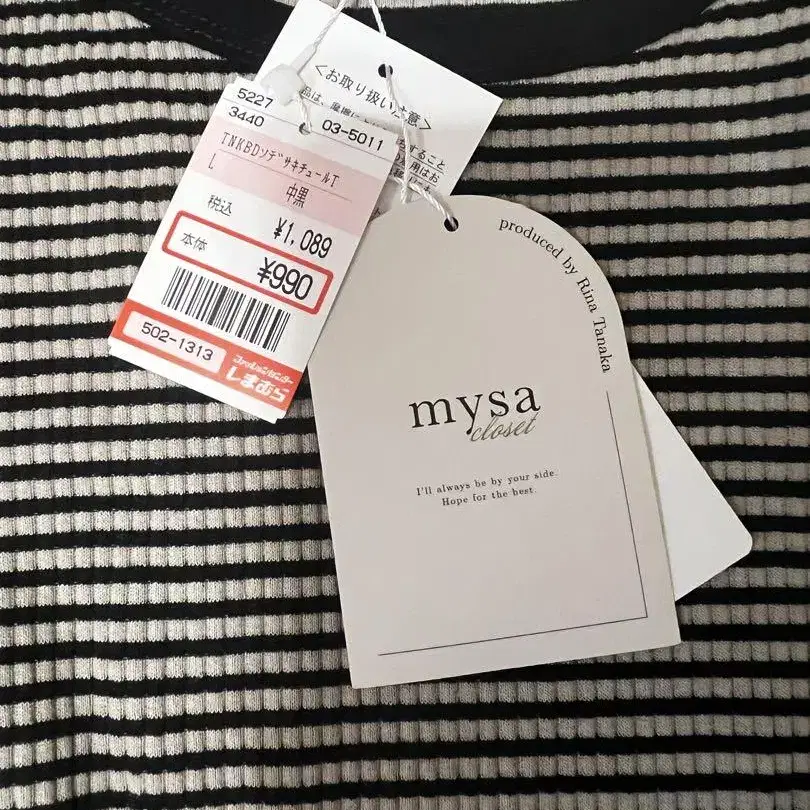 <お取り扱い注意>
5227
3440
03-5011
TNKBDソデサキチュールT
L
中黒
税込
¥1,089
本体
¥990
502-1313
ファッションセンター
しまむら
produced by Rina Tanaka
mysa
closet
I'll always be by your side.
Hope for the best.